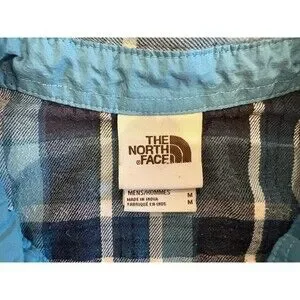 THE
NORTH
®FACE
MENS/HOMMES M
MADE IN INDIA M
FABRIQUÉ EN INDE